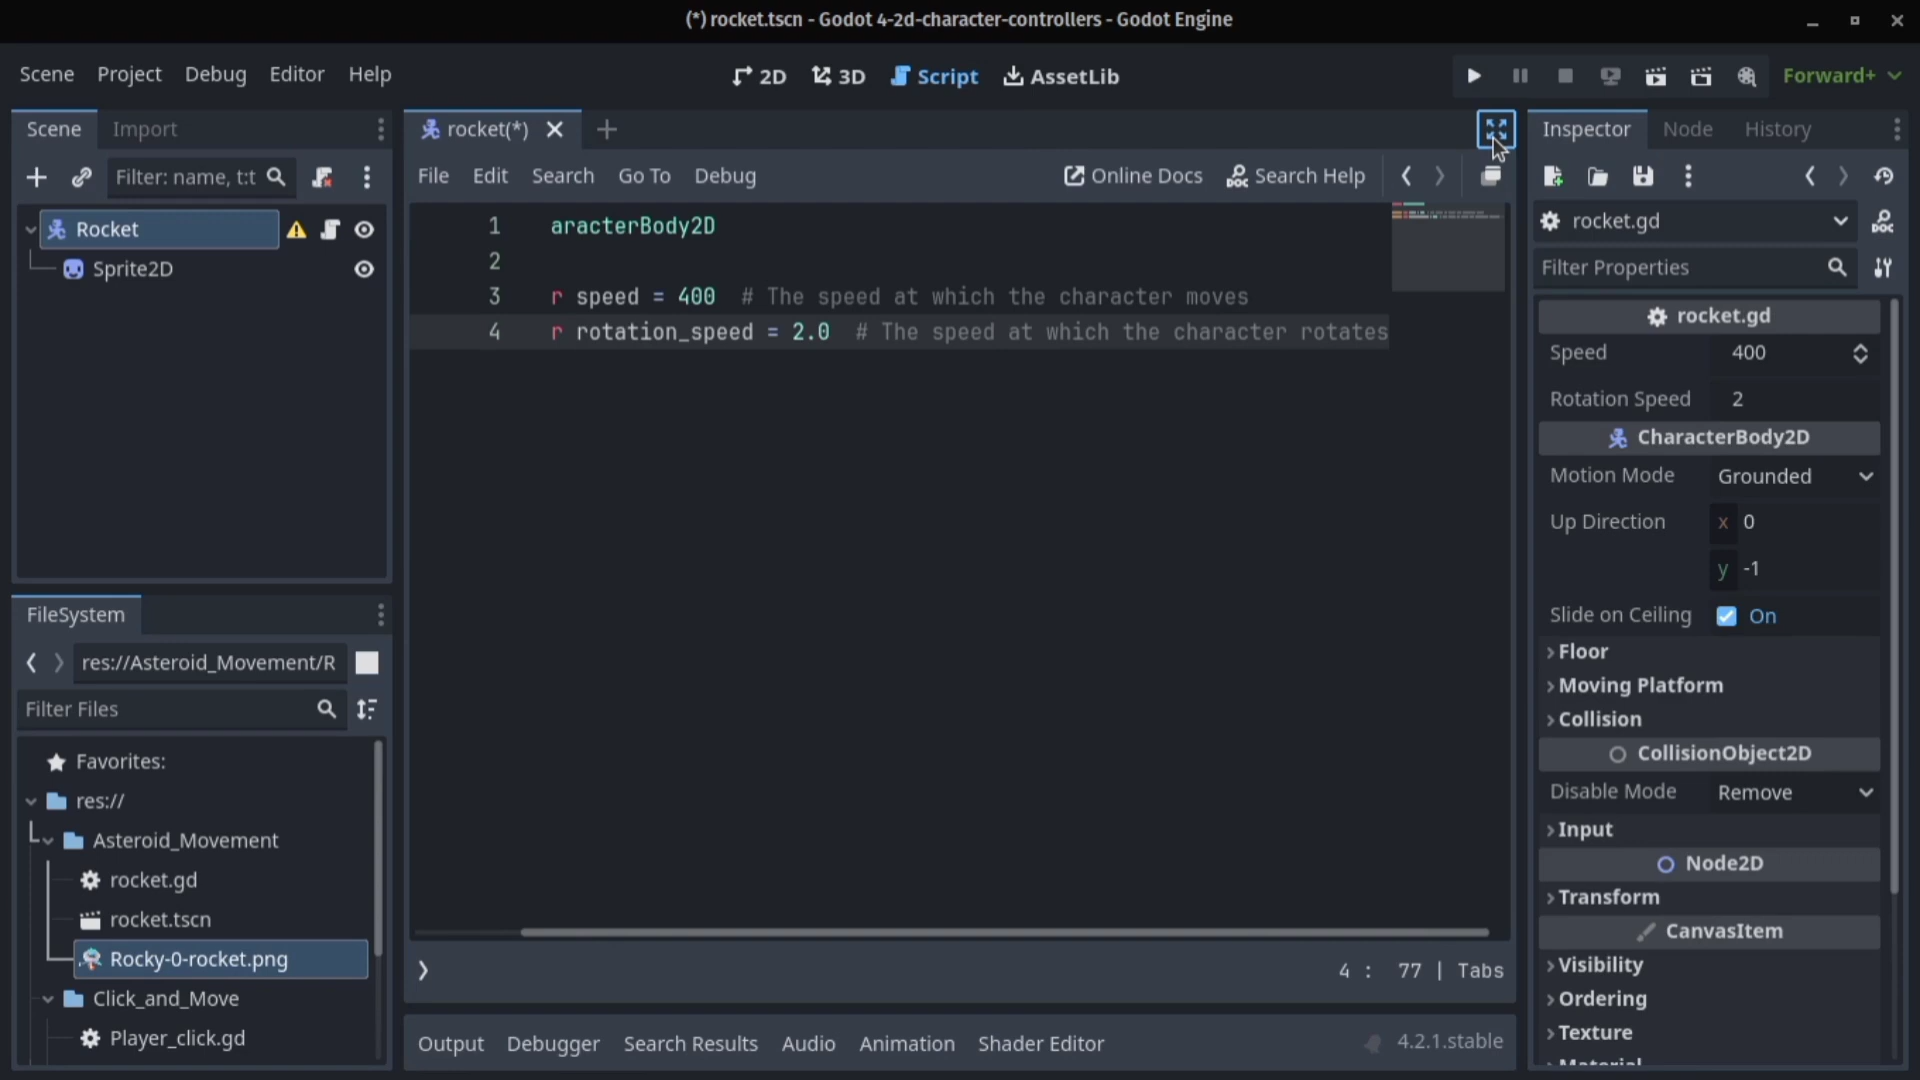 (*) rocket.tscn - Godot 4-2d-character-controllers - Godot Engine
Scene Project Debug Editor Help
2D 3D Script AssetLib
Forward+
Scene Import
Filter: name, t:t
Rocket
Sprite2D
FileSystem
res://Asteroid_Movement/R
Filter Files
Favorites:
res://
Asteroid_Movement
rocket.gd
rocket.tscn
Rocky-0-rocket.png
Click_and_Move
Player_click.gd
rocket(*)
File Edit Search Go To Debug
Online Docs Search Help
1 aracterBody2D
2
3 r speed = 400 # The speed at which the character moves
4 r rotation_speed = 2.0 # The speed at which the character rotates
4 : 77 | Tabs
Output Debugger Search Results Audio Animation Shader Editor
4.2.1.stable
Inspector Node History
rocket.gd
DOC
Filter Properties
rocket.gd
Speed 400
Rotation Speed 2
CharacterBody2D
Motion Mode Grounded
Up Direction x 0
y -1
Slide on Ceiling On
Floor
Moving Platform
Collision
CollisionObject2D
Disable Mode Remove
Input
Node2D
Transform
CanvasItem
Visibility
Ordering
Texture